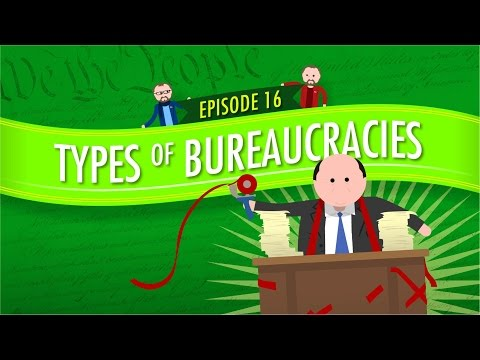 We the People
EPISODE 16
TYPES OF BUREAUCRACIES